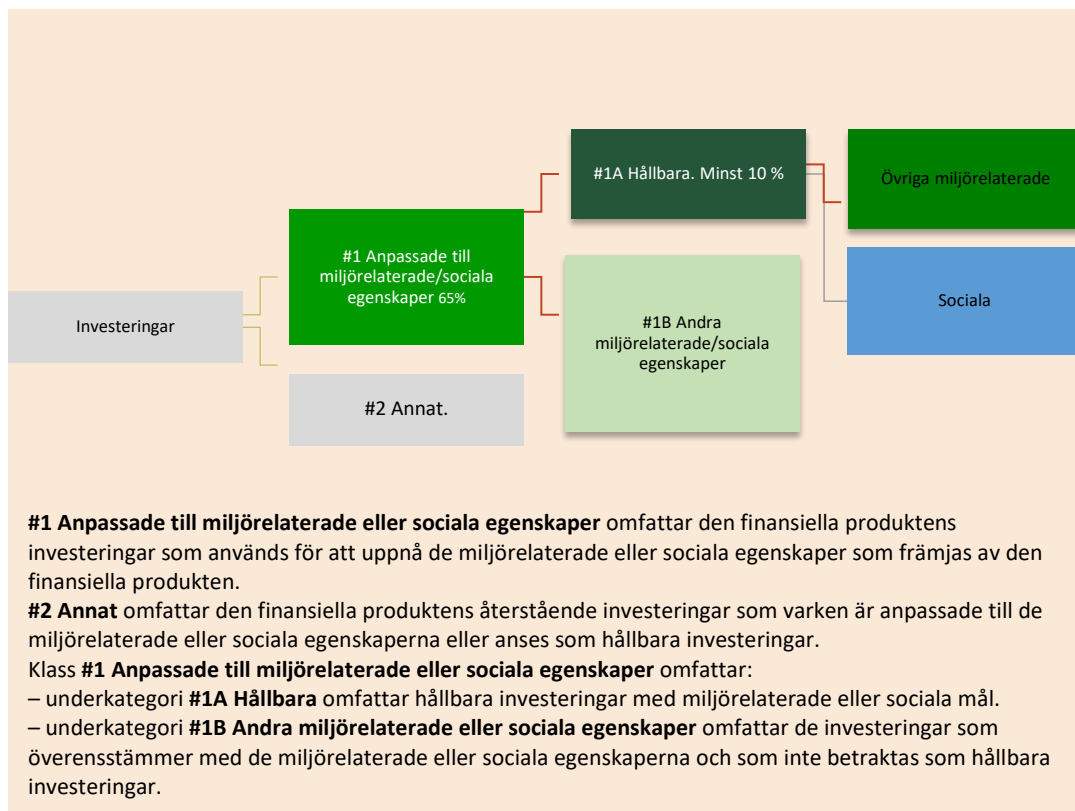 #1A Hållbara. Minst 10 %
Övriga miljörelaterade
#1 Anpassade till
miljörelaterade/sociala
egenskaper 65%
Sociala
Investeringar
#1B Andra
miljörelaterade/sociala
egenskaper
#2 Annat.
#1 Anpassade till miljörelaterade eller sociala egenskaper omfattar den finansiella produktens
investeringar som används för att uppnå de miljörelaterade eller sociala egenskaper som främjas av den
finansiella produkten.
#2 Annat omfattar den finansiella produktens återstående investeringar som varken är anpassade till de
miljörelaterade eller sociala egenskaperna eller anses som hållbara investeringar.
Klass #1 Anpassade till miljörelaterade eller sociala egenskaper omfattar:
– underkategori #1A Hållbara omfattar hållbara investeringar med miljörelaterade eller sociala mål.
– underkategori #1B Andra miljörelaterade eller sociala egenskaper omfattar de investeringar som
överensstämmer med de miljörelaterade eller sociala egenskaperna och som inte betraktas som hållbara
investeringar.